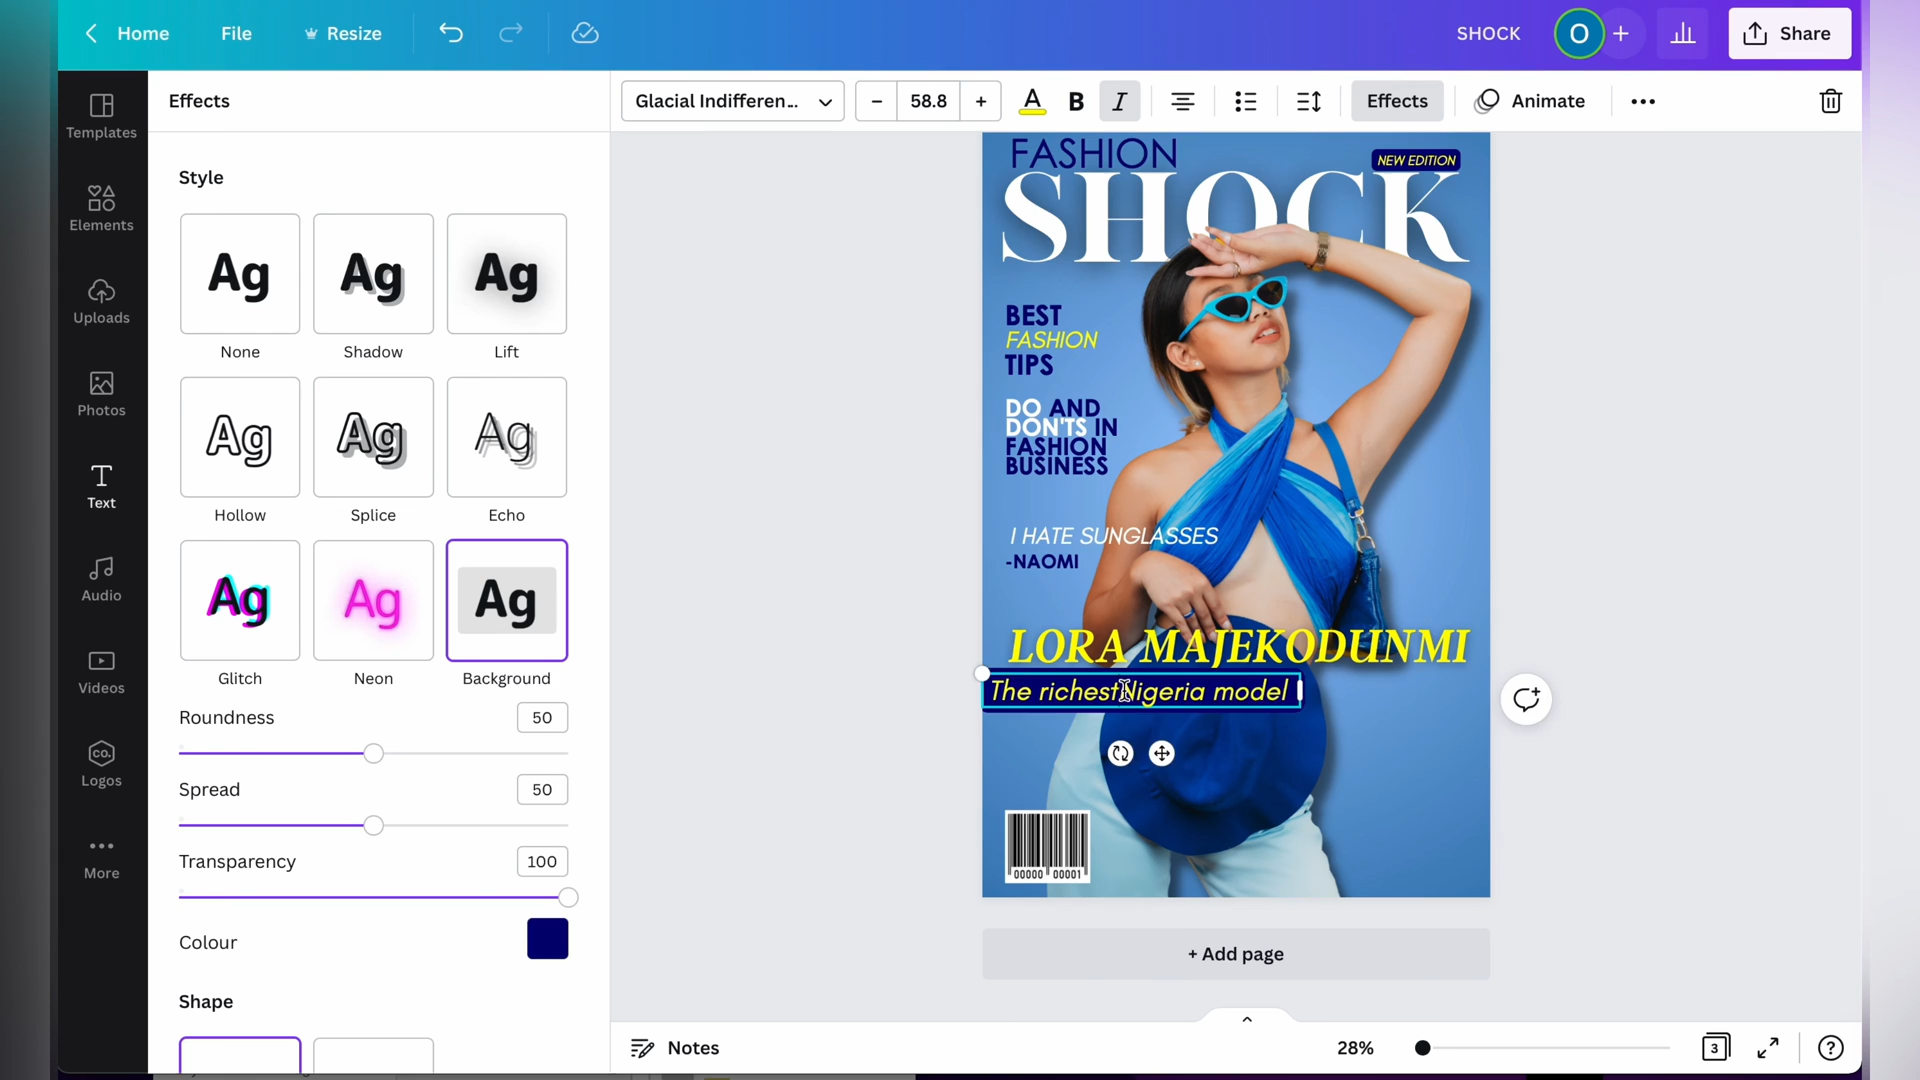 Home File Resize SHOCK O Share
Effects
Glacial Indifferen... 58.8 A B I Effects Animate
Templates
Elements
Uploads
Photos
Text
Audio
Videos
CO.
Logos
More
Style
Ag Ag Ag
None Shadow Lift
Ag Ag Ag
Hollow Splice Echo
Ag Ag Ag
Glitch Neon Background
Roundness 50
Spread 50
Transparency 100
Colour
Shape
FASHION
NEW EDITION
SHOCK
BEST
FASHION
TIPS
DO AND
DON'TS IN
FASHION
BUSINESS
I HATE SUNGLASSES
-NAOMI
LORA MAJEKODUNMI
The richest Nigeria model
00000 00001
+ Add page
Notes 28% 3 ?